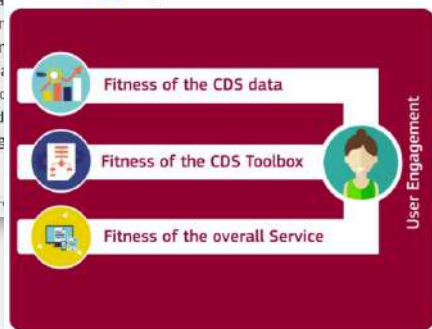 Fitness of the CDS data
Fitness of the CDS Toolbox
Fitness of the overall Service
User Engagement